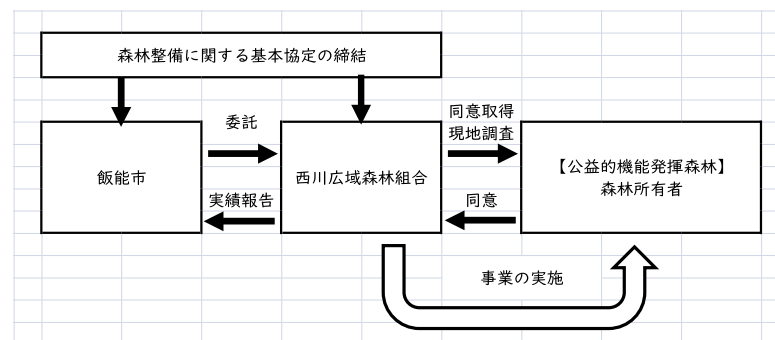 森林整備に関する基本協定の締結
委託
同意取得
現地調査
飯能市
西川広域森林組合
【公益的機能発揮森林】
森林所有者
実績報告
同意
事業の実施